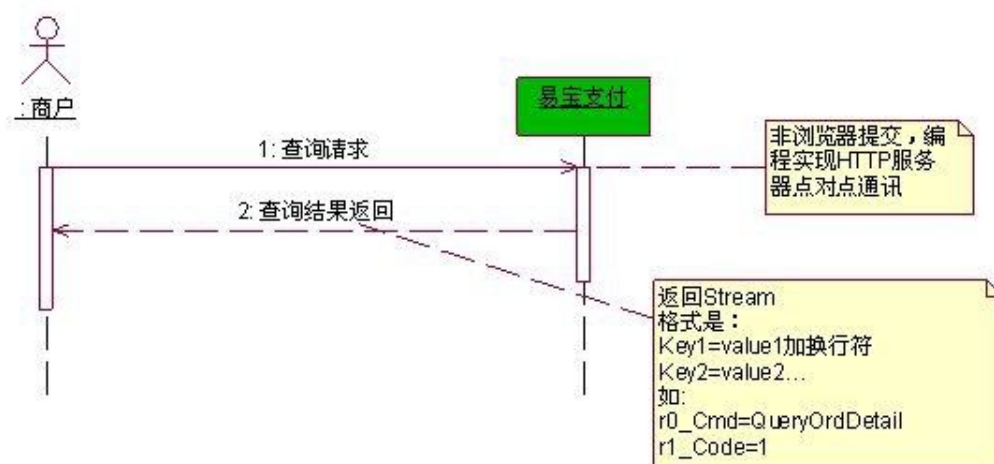 : 商户
易宝支付
1: 查询请求
非浏览器提交，编
程实现HTTP服务
器点对点通讯
2: 查询结果返回
返回Stream
格式是：
Key1=value1加换行符
Key2=value2...
如:
r0_Cmd=QueryOrdDetail
r1_Code=1